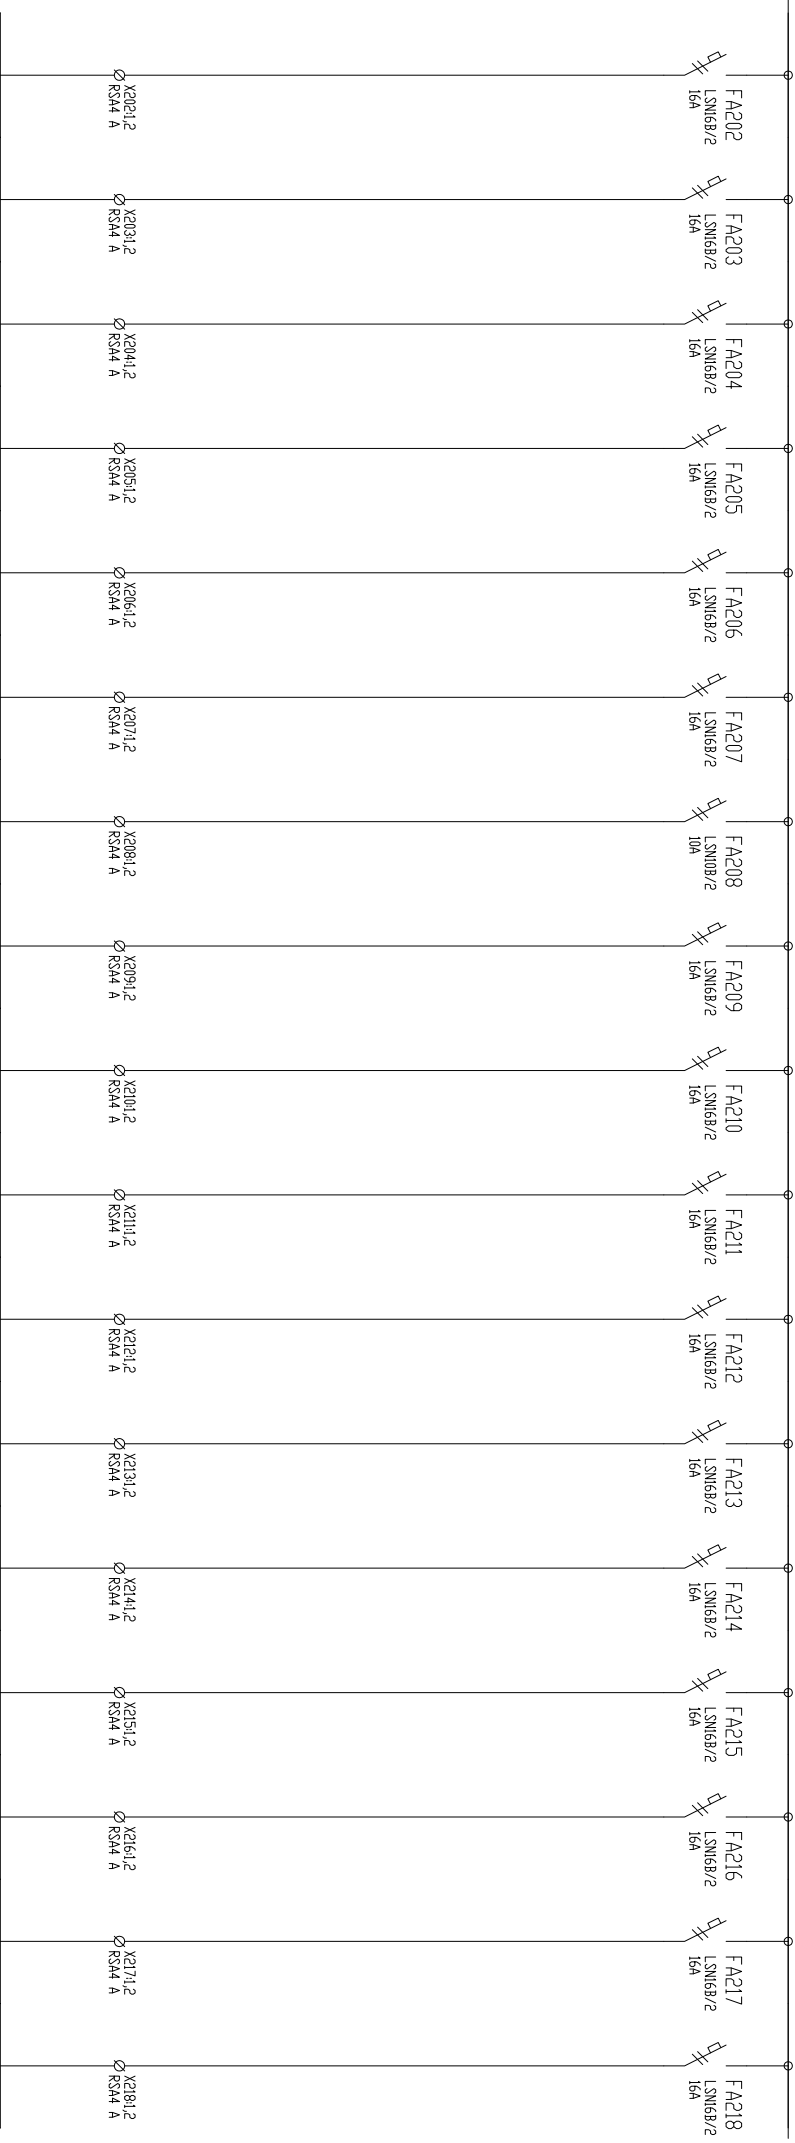 FA202
LSN16B/2
16A
X202:1,2
RSA4 A
FA203
LSN16B/2
16A
X203:1,2
RSA4 A
FA204
LSN16B/2
16A
X204:1,2
RSA4 A
FA205
LSN16B/2
16A
X205:1,2
RSA4 A
FA206
LSN16B/2
16A
X206:1,2
RSA4 A
FA207
LSN16B/2
16A
X207:1,2
RSA4 A
FA208
LSN10B/2
10A
X208:1,2
RSA4 A
FA209
LSN16B/2
16A
X209:1,2
RSA4 A
FA210
LSN16B/2
16A
X210:1,2
RSA4 A
FA211
LSN16B/2
16A
X211:1,2
RSA4 A
FA212
LSN16B/2
16A
X212:1,2
RSA4 A
FA213
LSN16B/2
16A
X213:1,2
RSA4 A
FA214
LSN16B/2
16A
X214:1,2
RSA4 A
FA215
LSN16B/2
16A
X215:1,2
RSA4 A
FA216
LSN16B/2
16A
X216:1,2
RSA4 A
FA217
LSN16B/2
16A
X217:1,2
RSA4 A
FA218
LSN16B/2
16A
X218:1,2
RSA4 A